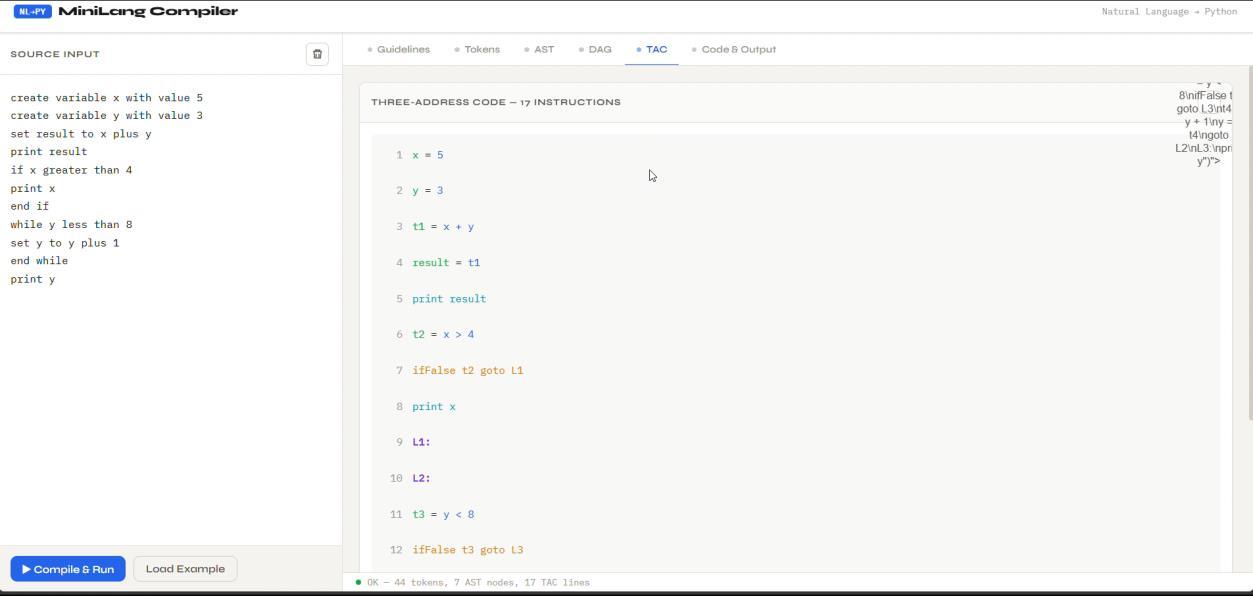 NL→PY MiniLang Compiler
Natural Language → Python
SOURCE INPUT
create variable x with value 5
create variable y with value 3
set result to x plus y
print result
if x greater than 4
print x
end if
while y less than 8
set y to y plus 1
end while
print y
▶ Compile & Run
Load Example
Guidelines
Tokens
AST
DAG
TAC
Code & Output
THREE-ADDRESS CODE — 17 INSTRUCTIONS
8\nifFalse t
goto L3\nt4
y + 1\ny =
t4\ngoto
L2\nL3:\npri
y")">
1 x = 5
2 y = 3
3 t1 = x + y
4 result = t1
5 print result
6 t2 = x > 4
7 ifFalse t2 goto L1
8 print x
9 L1:
10 L2:
11 t3 = y < 8
12 ifFalse t3 goto L3
OK — 44 tokens, 7 AST nodes, 17 TAC lines